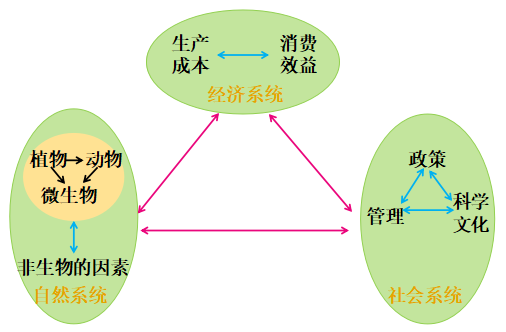 生产
成本
消费
效益
经济系统
植物
动物
微生物
非生物的因素
自然系统
政策
管理
科学
文化
社会系统